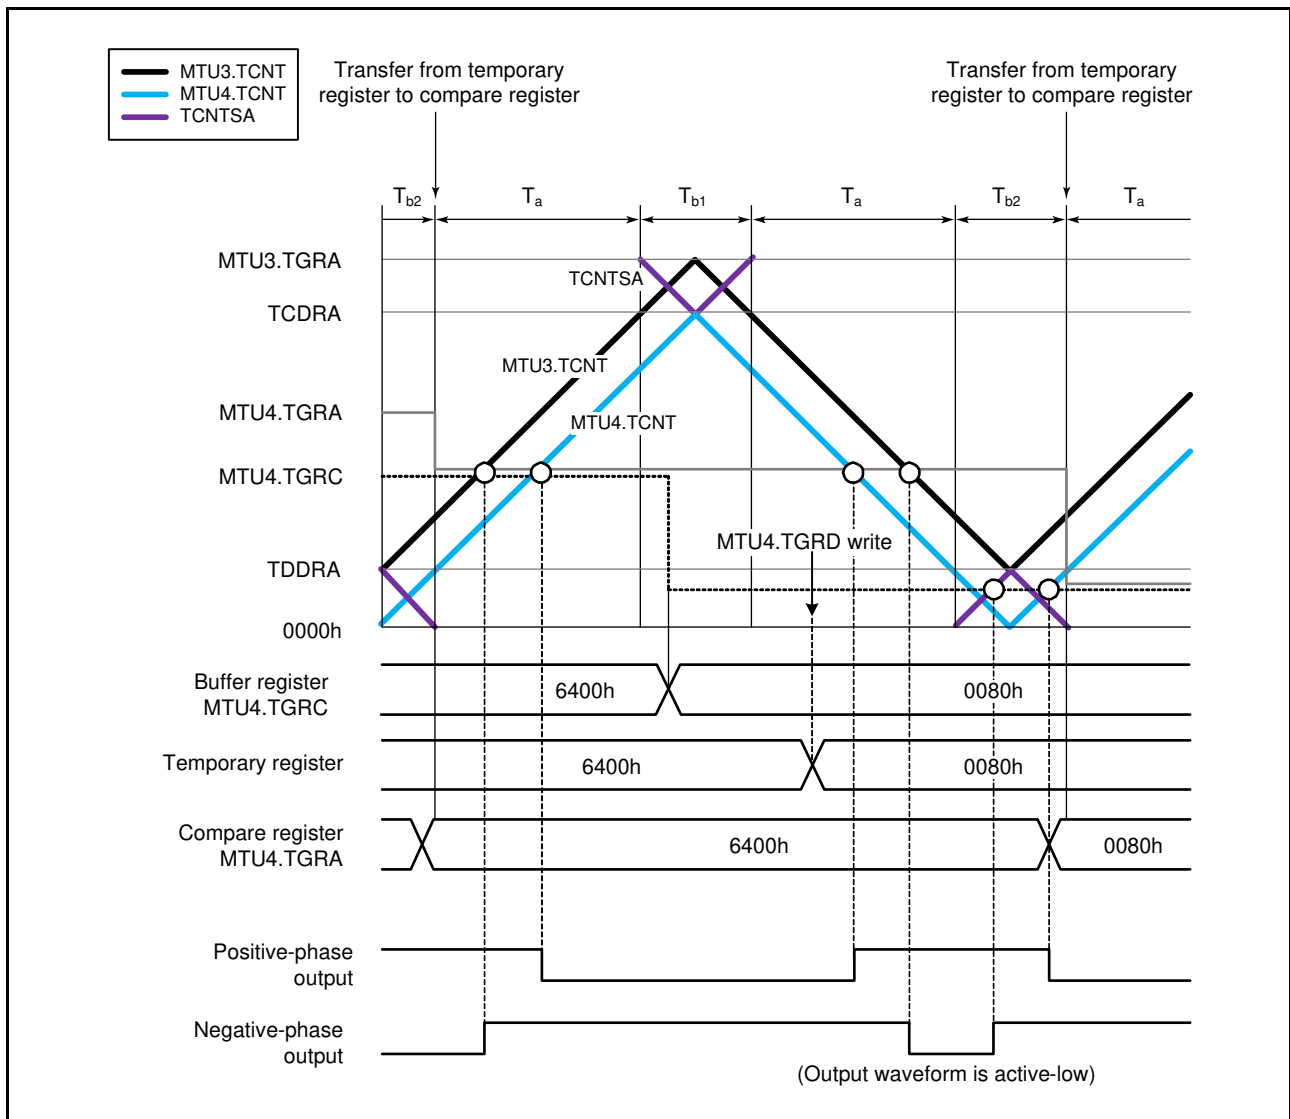 MTU3.TCNT
MTU4.TCNT
TCNTSA
Transfer from temporary
register to compare register
Transfer from temporary
register to compare register
Tb2
Ta
Tb1
Ta
Tb2
Ta
MTU3.TGRA
TCNTSA
TCDRA
MTU3.TCNT
MTU4.TGRA
MTU4.TCNT
MTU4.TGRC
MTU4.TGRD write
TDDRA
0000h
Buffer register
MTU4.TGRC
6400h
0080h
Temporary register
6400h
0080h
Compare register
MTU4.TGRA
6400h
0080h
Positive-phase
output
Negative-phase
output
(Output waveform is active-low)